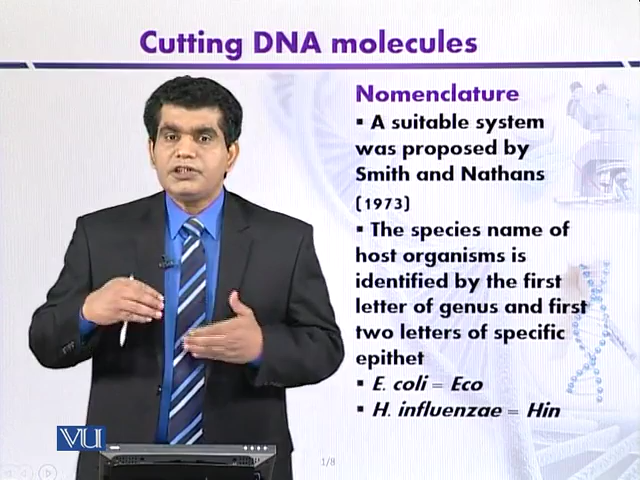 Cutting DNA molecules
Nomenclature
▪ A suitable system
was proposed by
Smith and Nathans
(1973)
▪ The species name of
host organisms is
identified by the first
letter of genus and first
two letters of specific
epithet
▪ E. coli = Eco
▪ H. influenzae = Hin
VU
1/8